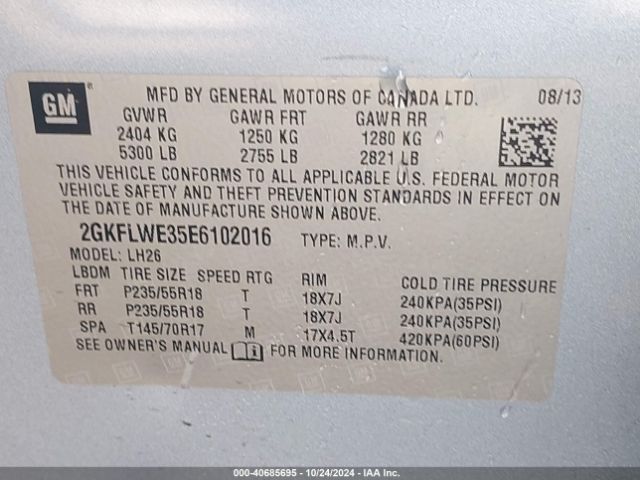 GM
MFD BY GENERAL MOTORS OF CANADA LTD. 08/13
GVWR GAWR FRT GAWR RR
2404 KG 1250 KG 1280 KG
5300 LB 2755 LB 2821 LB
THIS VEHICLE CONFORMS TO ALL APPLICABLE U.S. FEDERAL MOTOR
VEHICLE SAFETY AND THEFT PREVENTION STANDARDS IN EFFECT ON
THE DATE OF MANUFACTURE SHOWN ABOVE.
2GKFLWE35E6102016 TYPE: M.P.V.
MODEL: LH26
LBDM TIRE SIZE SPEED RTG RIM COLD TIRE PRESSURE
FRT P235/55R18 T 18X7J 240KPA(35PSI)
RR P235/55R18 T 18X7J 240KPA(35PSI)
SPA T145/70R17 M 17X4.5T 420KPA(60PSI)
SEE OWNER'S MANUAL FOR MORE INFORMATION.
000-40685695 - 10/24/2024 - IAA Inc.